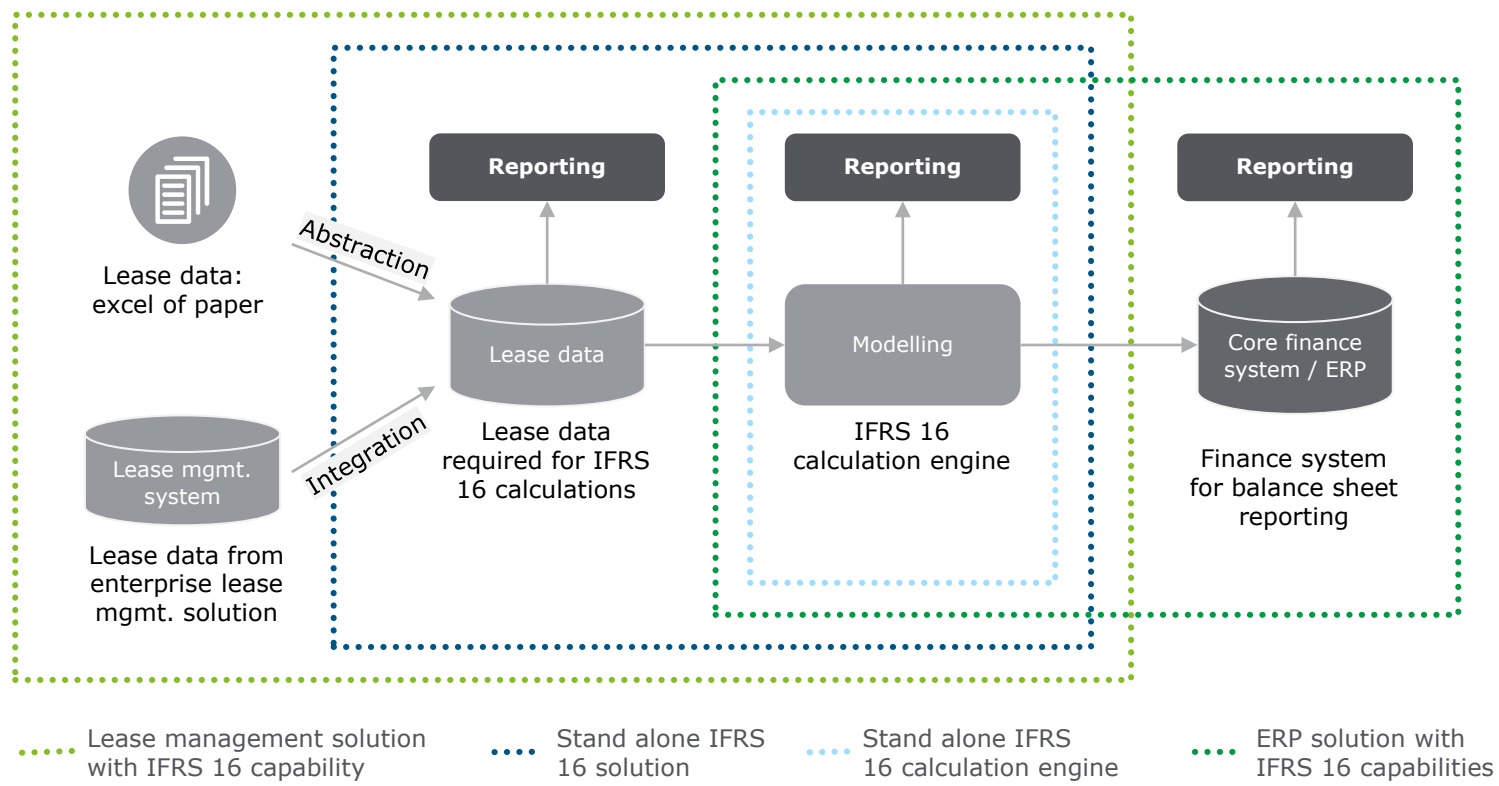 Reporting
Reporting
Reporting
Abstraction
Lease data:
excel of paper
Lease data
Modelling
Core finance
system / ERP
Integration
Lease mgmt.
system
Lease data
required for IFRS
16 calculations
IFRS 16
calculation engine
Finance system
for balance sheet
reporting
Lease data from
enterprise lease
mgmt. solution
Lease management solution
with IFRS 16 capability
Stand alone IFRS
16 solution
Stand alone IFRS
16 calculation engine
ERP solution with
IFRS 16 capabilities